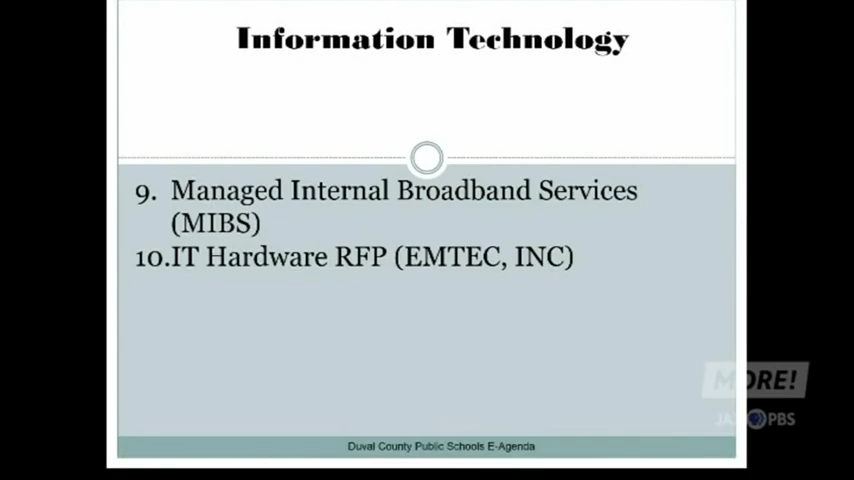 Information Technology
9. Managed Internal Broadband Services
(MIBS)
10.IT Hardware RFP (EMTEC, INC)
MORE!
JAX PBS
Duval County Public Schools E-Agenda